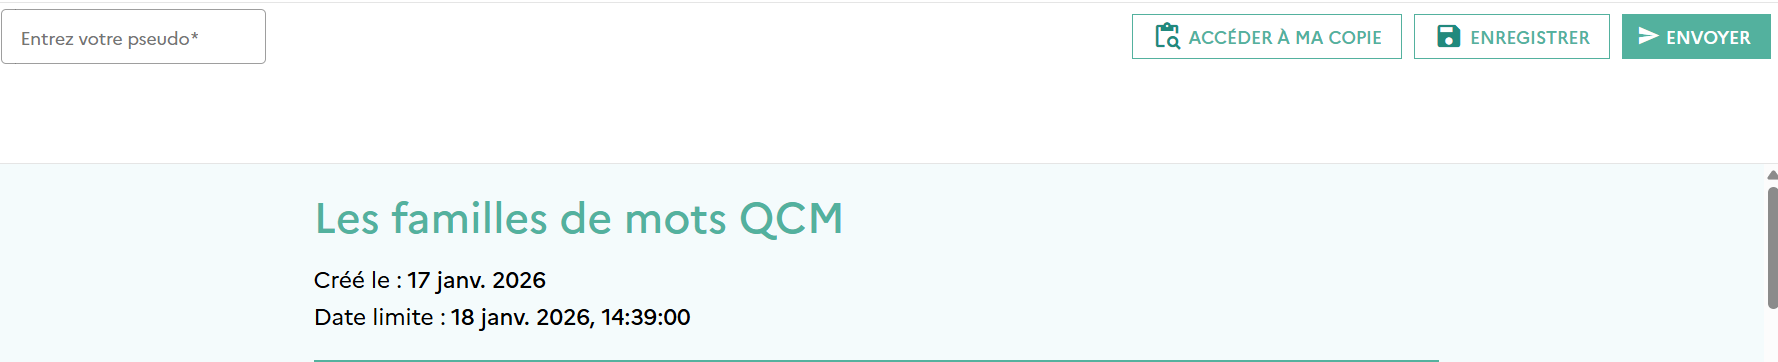 Entrez votre pseudo*
ACCÉDER À MA COPIE
ENREGISTRER
ENVOYER
Les familles de mots QCM
Créé le : 17 janv. 2026
Date limite : 18 janv. 2026, 14:39:00